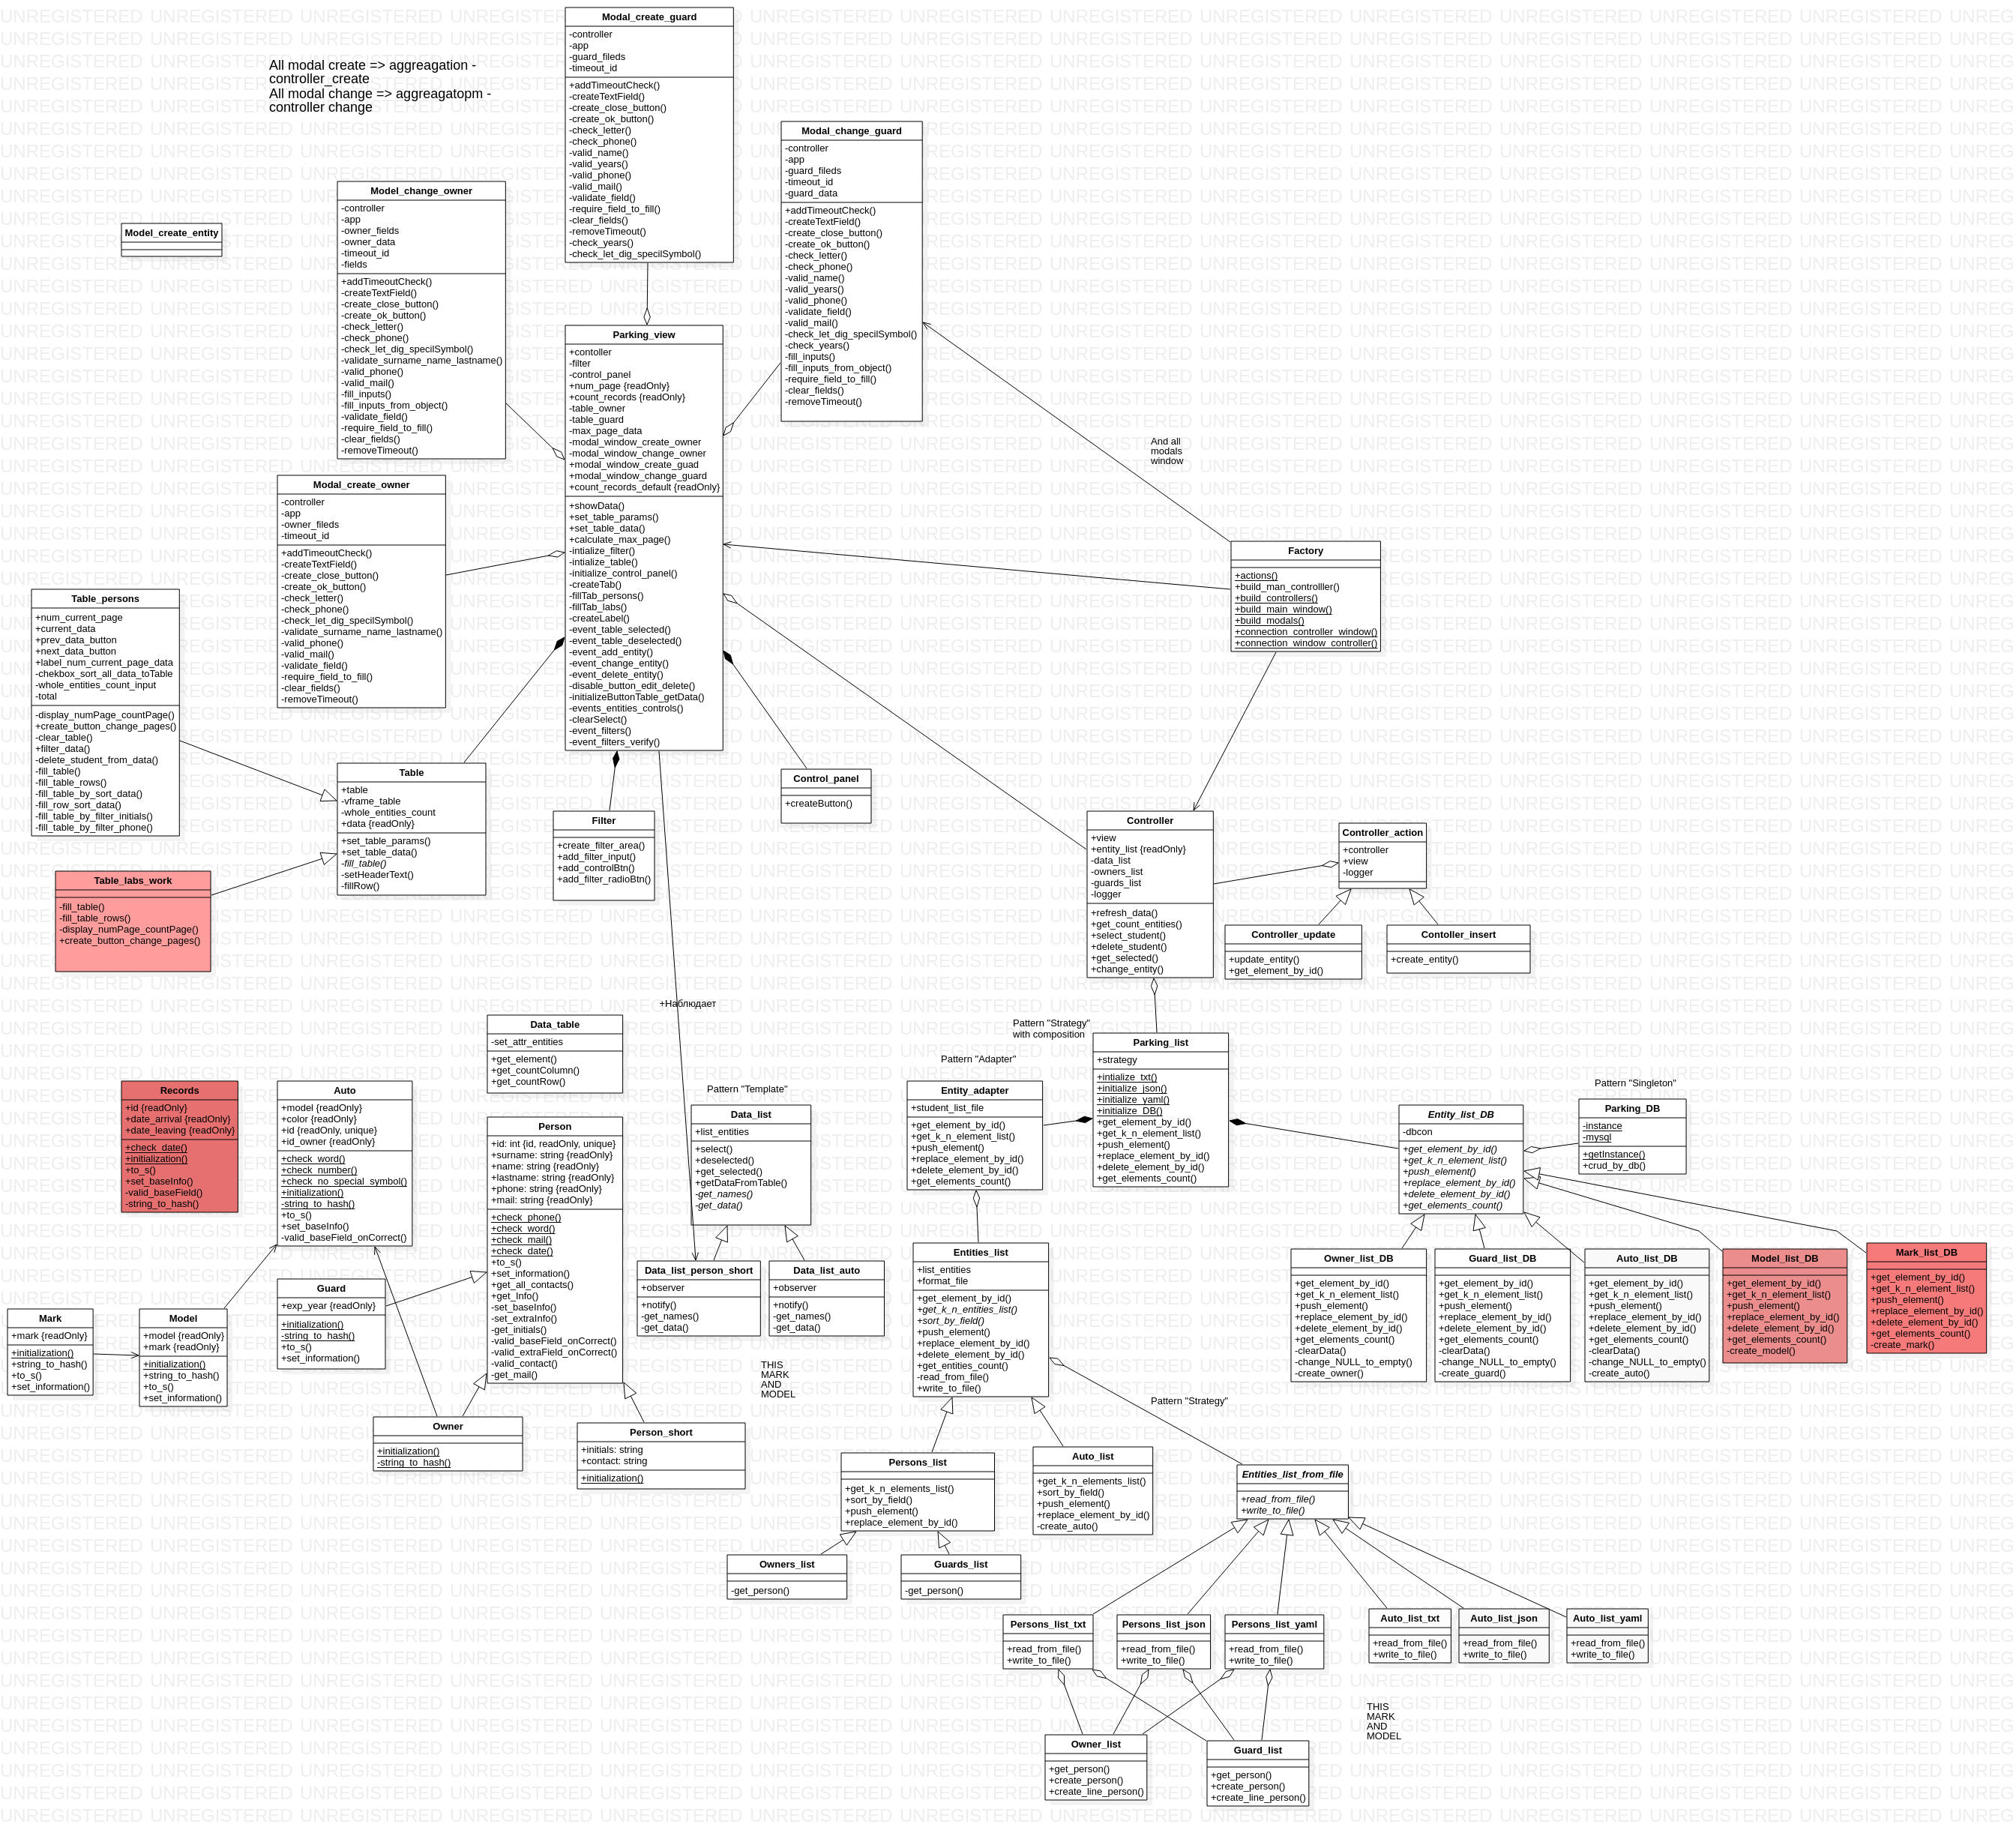 Modal_create_guard
-controller
-app
-guard_fileds
-timeout_id
+addTimeoutCheck()
-createTextField()
-create_close_button()
-create_ok_button()
-check_letter()
-check_phone()
-valid_name()
-valid_years()
-valid_phone()
-valid_mail()
-validate_field()
-require_field_to_fill()
-clear_fields()
-removeTimeout()
-check_years()
-check_let_dig_specilSymbol()
All modal create => aggreagation -
controller_create
All modal change => aggreagatopm -
controller change
Modal_change_guard
-controller
-app
-guard_fileds
-timeout_id
-guard_data
+addTimeoutCheck()
-createTextField()
-create_close_button()
-create_ok_button()
-check_letter()
-check_phone()
-valid_name()
-valid_years()
-valid_phone()
-validate_field()
-valid_mail()
-check_let_dig_specilSymbol()
-check_years()
-fill_inputs()
-fill_inputs_from_object()
-require_field_to_fill()
-clear_fields()
-removeTimeout()
Model_change_owner
-controller
-app
-owner_fields
-owner_data
-timeout_id
-fields
+addTimeoutCheck()
-createTextField()
-create_close_button()
-create_ok_button()
-check_letter()
-check_phone()
-check_let_dig_specilSymbol()
-validate_surname_name_lastname()
-valid_phone()
-valid_mail()
-fill_inputs()
-fill_inputs_from_object()
-validate_field()
-require_field_to_fill()
-clear_fields()
-removeTimeout()
Model_create_entity
Parking_view
+contoller
-filter
-control_panel
+num_page {readOnly}
+count_records {readOnly}
-table_owner
-table_guard
-max_page_data
-modal_window_create_owner
-modal_window_change_owner
+modal_window_create_guad
+modal_window_change_guard
+count_records_default {readOnly}
+showData()
+set_table_params()
+set_table_data()
+calculate_max_page()
-intialize_filter()
-intialize_table()
-initialize_control_panel()
-createTab()
-fillTab_persons()
-fillTab_labs()
-createLabel()
-event_table_selected()
-event_table_deselected()
-event_add_entity()
-event_change_entity()
-event_delete_entity()
-disable_button_edit_delete()
-initializeButtonTable_getData()
-events_entities_controls()
-clearSelect()
-event_filters()
-event_filters_verify()
And all
modals
window
Modal_create_owner
-controller
-app
-owner_fileds
-timeout_id
+addTimeoutCheck()
-createTextField()
-create_close_button()
-create_ok_button()
-check_letter()
-check_phone()
-check_let_dig_specilSymbol()
-validate_surname_name_lastname()
-valid_phone()
-valid_mail()
-validate_field()
-require_field_to_fill()
-clear_fields()
-removeTimeout()
Factory
+actions()
+build_man_controlller()
+build_controllers()
+build_main_window()
+build_modals()
+connection_controller_window()
+connection_window_controller()
Table_persons
+num_current_page
+current_data
+prev_data_button
+next_data_button
+label_num_current_page_data
-chekbox_sort_all_data_toTable
-whole_entities_count_input
-total
-display_numPage_countPage()
+create_button_change_pages()
-clear_table()
+filter_data()
-delete_student_from_data()
-fill_table()
-fill_table_rows()
-fill_table_by_sort_data()
-fill_row_sort_data()
-fill_table_by_filter_initials()
-fill_table_by_filter_phone()
Table
+table
-vframe_table
-whole_entities_count
+data {readOnly}
+set_table_params()
+set_table_data()
-fill_table()
-setHeaderText()
-fillRow()
Control_panel
+createButton()
Filter
+create_filter_area()
+add_filter_input()
+add_controlBtn()
+add_filter_radioBtn()
Controller
+view
+entity_list {readOnly}
-data_list
-owners_list
-guards_list
-logger
+refresh_data()
+get_count_entities()
+select_student()
+delete_student()
+get_selected()
+change_entity()
Controller_action
+controller
+view
-logger
Table_labs_work
-fill_table()
-fill_table_rows()
-display_numPage_countPage()
+create_button_change_pages()
Controller_update
+update_entity()
+get_element_by_id()
Contoller_insert
+create_entity()
+Наблюдает
Data_table
-set_attr_entities
+get_element()
+get_countColumn()
+get_countRow()
Pattern "Strategy"
with composition
Parking_list
+strategy
+intialize_txt()
+initialize_json()
+initialize_yaml()
+initialize_DB()
+get_element_by_id()
+get_k_n_element_list()
+push_element()
+replace_element_by_id()
+delete_element_by_id()
+get_elements_count()
Pattern "Adapter"
Entity_adapter
+student_list_file
+get_element_by_id()
+get_k_n_element_list()
+push_element()
+replace_element_by_id()
+delete_element_by_id()
+get_elements_count()
Pattern "Template"
Data_list
+list_entities
+select()
+deselected()
+get_selected()
+getDataFromTable()
-get_names()
-get_data()
Pattern "Singleton"
Parking_DB
-instance
-mysql
+getInstance()
+crud_by_db()
Entity_list_DB
-dbcon
+get_element_by_id()
+get_k_n_element_list()
+push_element()
+replace_element_by_id()
+delete_element_by_id()
+get_elements_count()
Records
+id {readOnly}
+date_arrival {readOnly}
+date_leaving {readOnly}
+check_date()
+initialization()
+to_s()
+set_baseInfo()
-valid_baseField()
-string_to_hash()
Auto
+model {readOnly}
+color {readOnly}
+id {readOnly, unique}
+id_owner {readOnly}
+check_word()
+check_number()
+check_no_special_symbol()
+initialization()
-string_to_hash()
+to_s()
+set_baseInfo()
-valid_baseField_onCorrect()
Person
+id: int {id, readOnly, unique}
+surname: string {readOnly}
+name: string {readOnly}
+lastname: string {readOnly}
+phone: string {readOnly}
+mail: string {readOnly}
+check_phone()
+check_word()
+check_mail()
+check_date()
+to_s()
+set_information()
+get_all_contacts()
+get_Info()
-set_baseInfo()
-set_extraInfo()
-get_initials()
-valid_baseField_onCorrect()
-valid_extraField_onCorrect()
-valid_contact()
-get_mail()
Guard
+exp_year {readOnly}
+initialization()
-string_to_hash()
+to_s()
+set_information()
Mark
+mark {readOnly}
+initialization()
+string_to_hash()
+to_s()
+set_information()
Model
+model {readOnly}
+mark {readOnly}
+initialization()
+string_to_hash()
+to_s()
+set_information()
Data_list_person_short
+observer
+notify()
-get_names()
-get_data()
Data_list_auto
+observer
+notify()
-get_names()
-get_data()
THIS
MARK
AND
MODEL
Entities_list
+list_entities
+format_file
+get_element_by_id()
+get_k_n_entities_list()
+sort_by_field()
+push_element()
+replace_element_by_id()
+delete_element_by_id()
+get_entities_count()
-read_from_file()
+write_to_file()
Owner_list_DB
+get_element_by_id()
+get_k_n_element_list()
+push_element()
+replace_element_by_id()
+delete_element_by_id()
+get_elements_count()
-clearData()
-change_NULL_to_empty()
-create_owner()
Guard_list_DB
+get_element_by_id()
+get_k_n_element_list()
+push_element()
+replace_element_by_id()
+delete_element_by_id()
+get_elements_count()
-clearData()
-change_NULL_to_empty()
-create_guard()
Auto_list_DB
+get_element_by_id()
+get_k_n_element_list()
+push_element()
+replace_element_by_id()
+delete_element_by_id()
+get_elements_count()
-clearData()
-change_NULL_to_empty()
-create_auto()
Model_list_DB
+get_element_by_id()
+get_k_n_element_list()
+push_element()
+replace_element_by_id()
+delete_element_by_id()
+get_elements_count()
-create_model()
Mark_list_DB
+get_element_by_id()
+get_k_n_element_list()
+push_element()
+replace_element_by_id()
+delete_element_by_id()
+get_elements_count()
-create_mark()
Owner
+initialization()
-string_to_hash()
Person_short
+initials: string
+contact: string
+initialization()
Pattern "Strategy"
Persons_list
+get_k_n_elements_list()
+sort_by_field()
+push_element()
+replace_element_by_id()
Auto_list
+get_k_n_elements_list()
+sort_by_field()
+push_element()
+replace_element_by_id()
-create_auto()
Entities_list_from_file
+read_from_file()
+write_to_file()
Owners_list
-get_person()
Guards_list
-get_person()
Persons_list_txt
+read_from_file()
+write_to_file()
Persons_list_json
+read_from_file()
+write_to_file()
Persons_list_yaml
+read_from_file()
+write_to_file()
Auto_list_txt
+read_from_file()
+write_to_file()
Auto_list_json
+read_from_file()
+write_to_file()
Auto_list_yaml
+read_from_file()
+write_to_file()
THIS
MARK
AND
MODEL
Owner_list
+get_person()
+create_person()
+create_line_person()
Guard_list
+get_person()
+create_person()
+create_line_person()